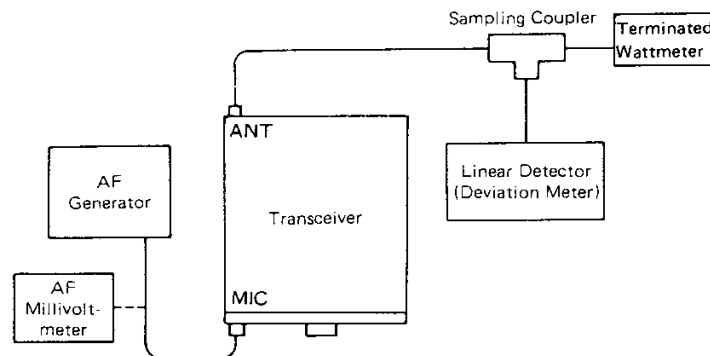 Sampling Coupler
Terminated
Wattmeter
ANT
Linear Detector
(Deviation Meter)
AF
Generator
Transceiver
AF
Millivolt-
meter
MIC